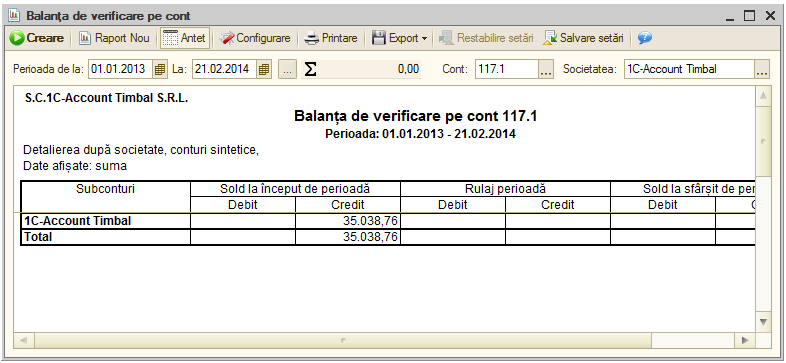 Balanța de verificare pe cont
Creare Raport Nou Antet Configurare Printare Export Restabilire setări Salvare setări
Perioada de la: 01.01.2013 La: 21.02.2014 ... Σ 0,00 Cont: 117.1 ... Societatea: 1C-Account Timbal ...
S.C.1C-Account Timbal S.R.L.
Balanța de verificare pe cont 117.1
Perioada: 01.01.2013 - 21.02.2014
Detalierea după societate, conturi sintetice,
Date afișate: suma
Subconturi Sold la început de perioadă Rulaj perioadă Sold la sfârșit de per
Debit Credit Debit Credit Debit C
1C-Account Timbal 35.038,76
Total 35.038,76